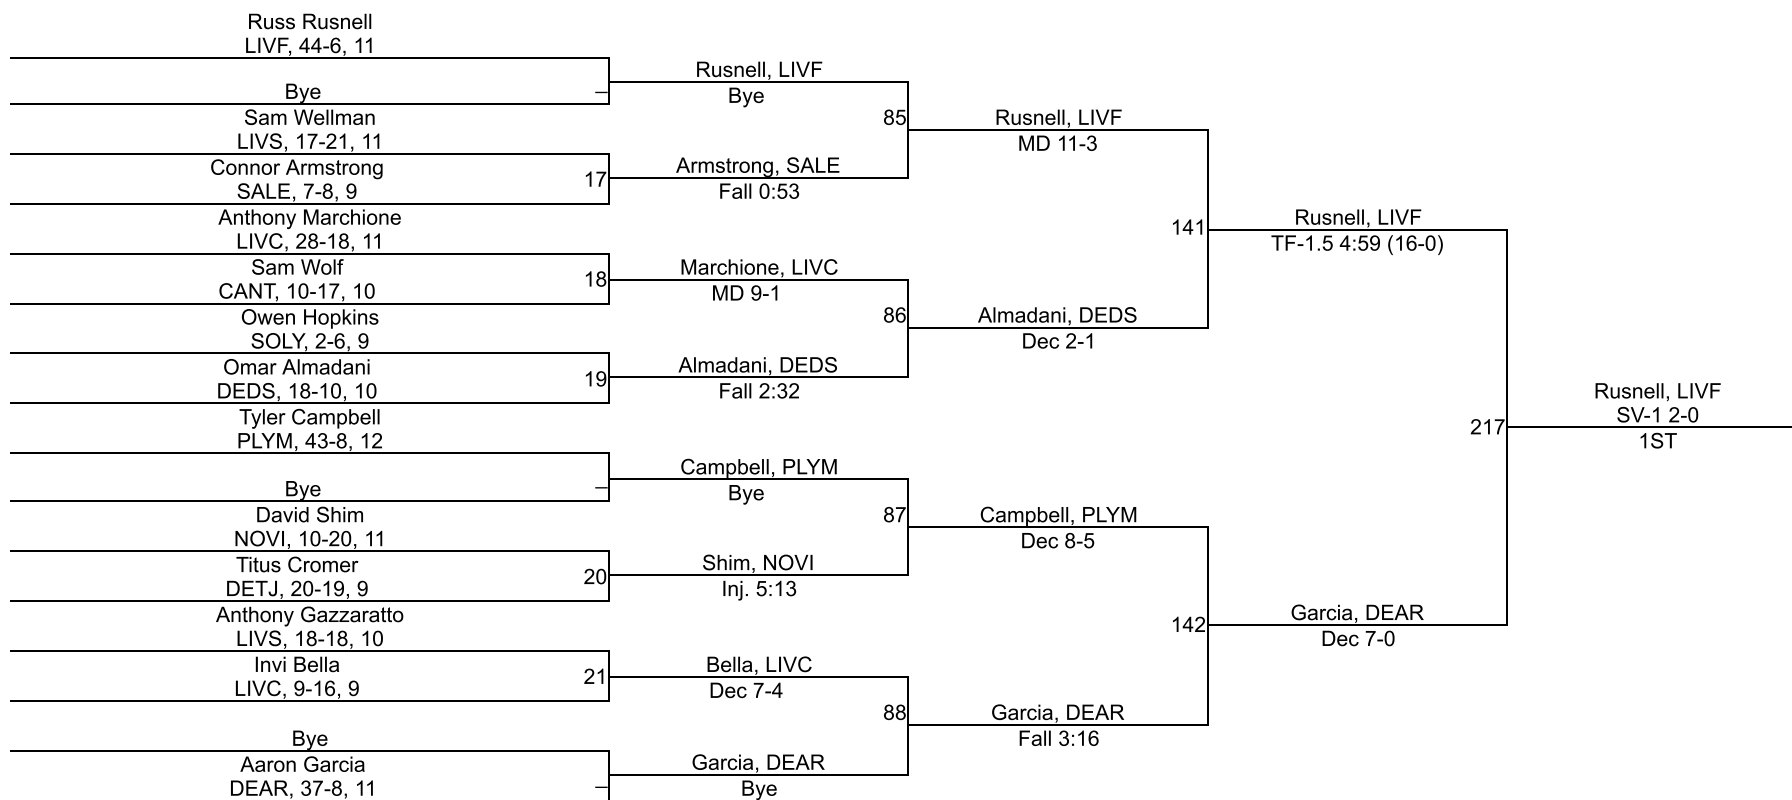 Russ Rusnell
LIVF, 44-6, 11
Bye
–
Sam Wellman
LIVS, 17-21, 11
Connor Armstrong
SALE, 7-8, 9
17
Anthony Marchione
LIVC, 28-18, 11
Sam Wolf
CANT, 10-17, 10
18
Owen Hopkins
SOLY, 2-6, 9
Omar Almadani
DEDS, 18-10, 10
19
Tyler Campbell
PLYM, 43-8, 12
Bye
–
David Shim
NOVI, 10-20, 11
Titus Cromer
DETJ, 20-19, 9
20
Anthony Gazzaratto
LIVS, 18-18, 10
Invi Bella
LIVC, 9-16, 9
21
Bye
Aaron Garcia
DEAR, 37-8, 11
–
Rusnell, LIVF
Bye
85
Armstrong, SALE
Fall 0:53
Marchione, LIVC
MD 9-1
86
Almadani, DEDS
Fall 2:32
Campbell, PLYM
Bye
87
Shim, NOVI
Inj. 5:13
Bella, LIVC
Dec 7-4
88
Garcia, DEAR
Bye
Rusnell, LIVF
MD 11-3
141
Almadani, DEDS
Dec 2-1
Campbell, PLYM
Dec 8-5
142
Garcia, DEAR
Fall 3:16
Rusnell, LIVF
TF-1.5 4:59 (16-0)
217
Garcia, DEAR
Dec 7-0
Rusnell, LIVF
SV-1 2-0
1ST